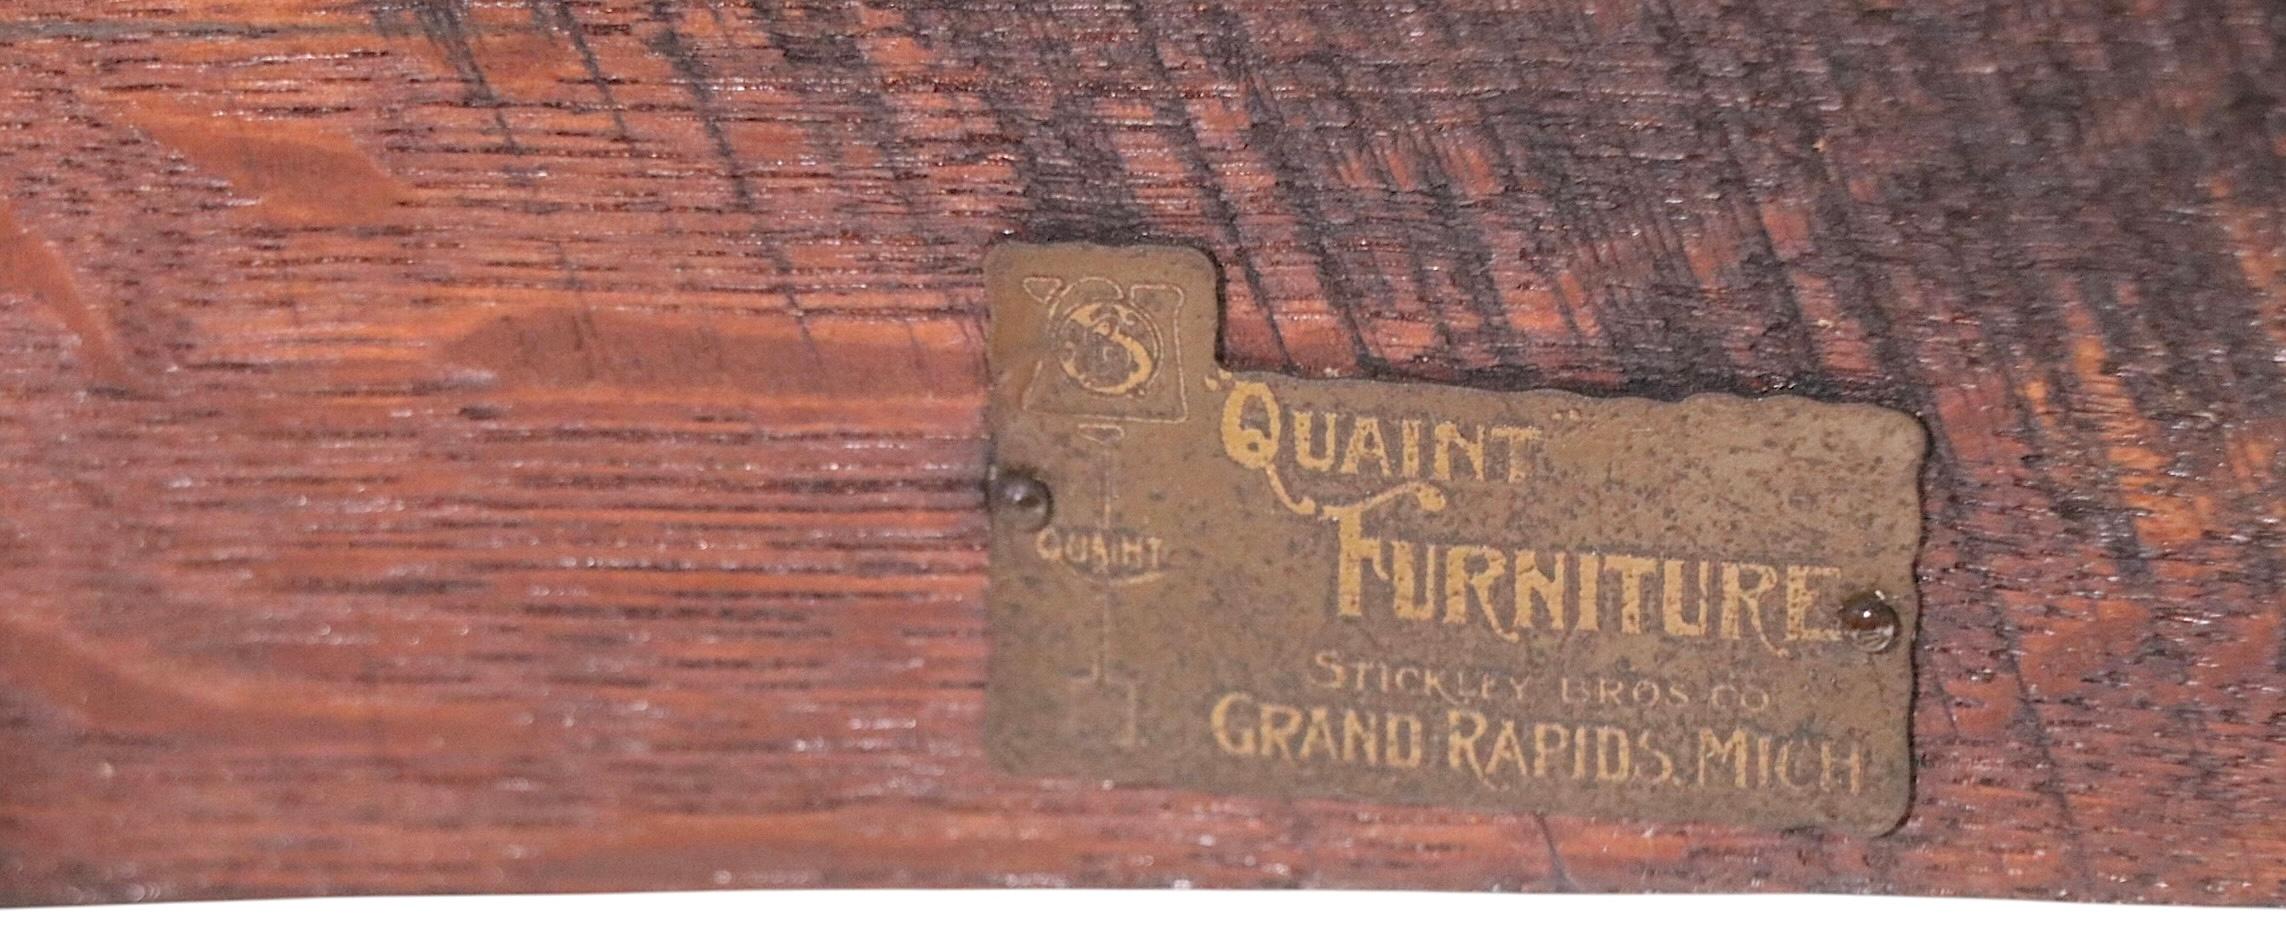 S
"QUAINT"
FURNITURE
QUAINT
STICKLEY BROS. CO
GRAND RAPIDS. MICH